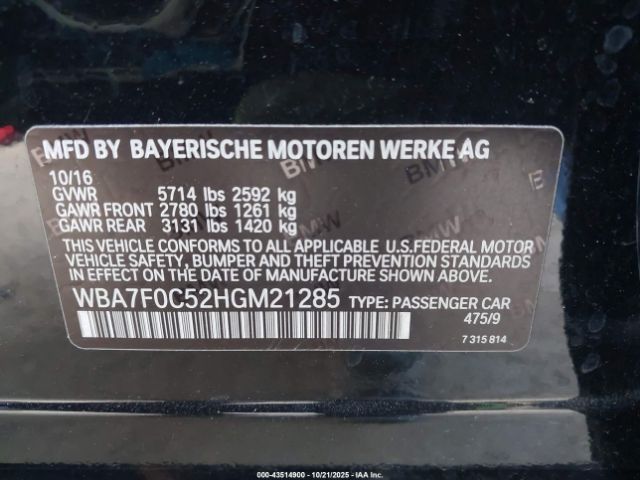 MFD BY BAYERISCHE MOTOREN WERKE AG
10/16
GVWR 5714 lbs 2592 kg
GAWR FRONT 2780 lbs 1261 kg
GAWR REAR 3131 lbs 1420 kg
THIS VEHICLE CONFORMS TO ALL APPLICABLE U.S.FEDERAL MOTOR
VEHICLE SAFETY, BUMPER AND THEFT PREVENTION STANDARDS
IN EFFECT ON THE DATE OF MANUFACTURE SHOWN ABOVE.
WBA7F0C52HGM21285 TYPE: PASSENGER CAR
475/9
7 315 814
000-43514900 - 10/21/2025 - IAAI.COM